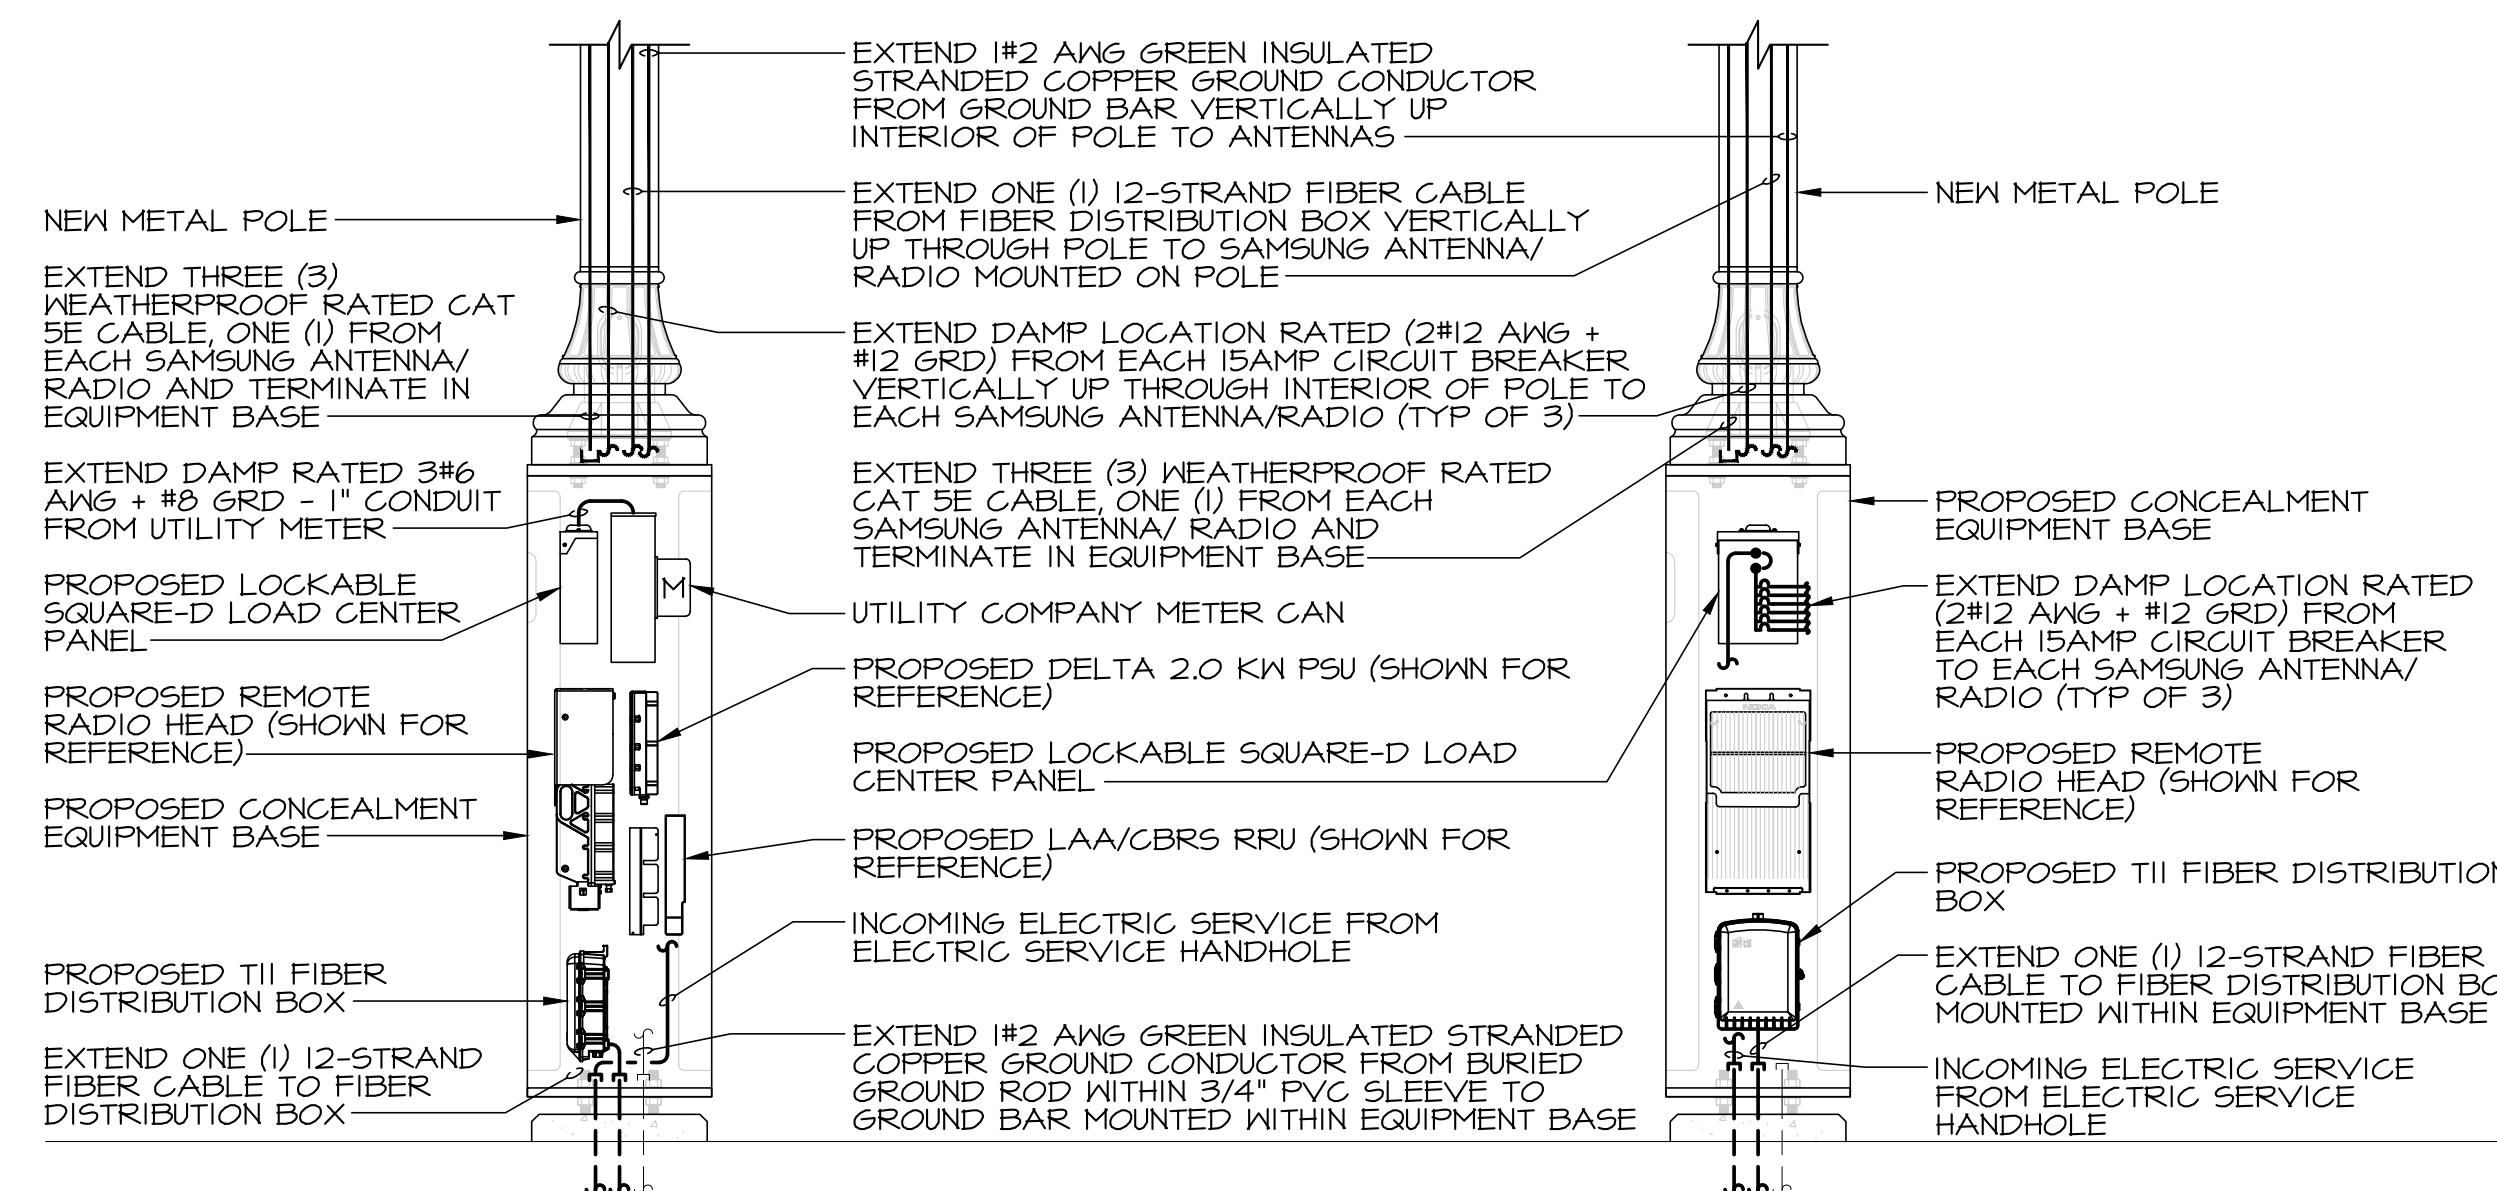 NEW METAL POLE
EXTEND THREE (3)
WEATHERPROOF RATED CAT
5E CABLE, ONE (1) FROM
EACH SAMSUNG ANTENNA/
RADIO AND TERMINATE IN
EQUIPMENT BASE
EXTEND DAMP RATED 3#6
AWG + #8 GRD - 1" CONDUIT
FROM UTILITY METER
PROPOSED LOCKABLE
SQUARE-D LOAD CENTER
PANEL
PROPOSED REMOTE
RADIO HEAD (SHOWN FOR
REFERENCE)
PROPOSED CONCEALMENT
EQUIPMENT BASE
PROPOSED TII FIBER
DISTRIBUTION BOX
EXTEND ONE (1) 12-STRAND
FIBER CABLE TO FIBER
DISTRIBUTION BOX
M
EXTEND 1#2 AWG GREEN INSULATED
STRANDED COPPER GROUND CONDUCTOR
FROM GROUND BAR VERTICALLY UP
INTERIOR OF POLE TO ANTENNAS
EXTEND ONE (1) 12-STRAND FIBER CABLE
FROM FIBER DISTRIBUTION BOX VERTICALLY
UP THROUGH POLE TO SAMSUNG ANTENNA/
RADIO MOUNTED ON POLE
EXTEND DAMP LOCATION RATED (2#12 AWG +
#12 GRD) FROM EACH 15AMP CIRCUIT BREAKER
VERTICALLY UP THROUGH INTERIOR OF POLE TO
EACH SAMSUNG ANTENNA/RADIO (TYP OF 3)
EXTEND THREE (3) WEATHERPROOF RATED
CAT 5E CABLE, ONE (1) FROM EACH
SAMSUNG ANTENNA/ RADIO AND
TERMINATE IN EQUIPMENT BASE
UTILITY COMPANY METER CAN
PROPOSED DELTA 2.0 KW PSU (SHOWN FOR
REFERENCE)
PROPOSED LOCKABLE SQUARE-D LOAD
CENTER PANEL
PROPOSED LAA/CBRS RRU (SHOWN FOR
REFERENCE)
INCOMING ELECTRIC SERVICE FROM
ELECTRIC SERVICE HANDHOLE
EXTEND 1#2 AWG GREEN INSULATED STRANDED
COPPER GROUND CONDUCTOR FROM BURIED
GROUND ROD WITHIN 3/4" PVC SLEEVE TO
GROUND BAR MOUNTED WITHIN EQUIPMENT BASE
NOKIA
NEW METAL POLE
PROPOSED CONCEALMENT
EQUIPMENT BASE
EXTEND DAMP LOCATION RATED
(2#12 AWG + #12 GRD) FROM
EACH 15AMP CIRCUIT BREAKER
TO EACH SAMSUNG ANTENNA/
RADIO (TYP OF 3)
PROPOSED REMOTE
RADIO HEAD (SHOWN FOR
REFERENCE)
PROPOSED TII FIBER DISTRIBUTION
BOX
EXTEND ONE (1) 12-STRAND FIBER
CABLE TO FIBER DISTRIBUTION BO
MOUNTED WITHIN EQUIPMENT BASE
INCOMING ELECTRIC SERVICE
FROM ELECTRIC SERVICE
HANDHOLE